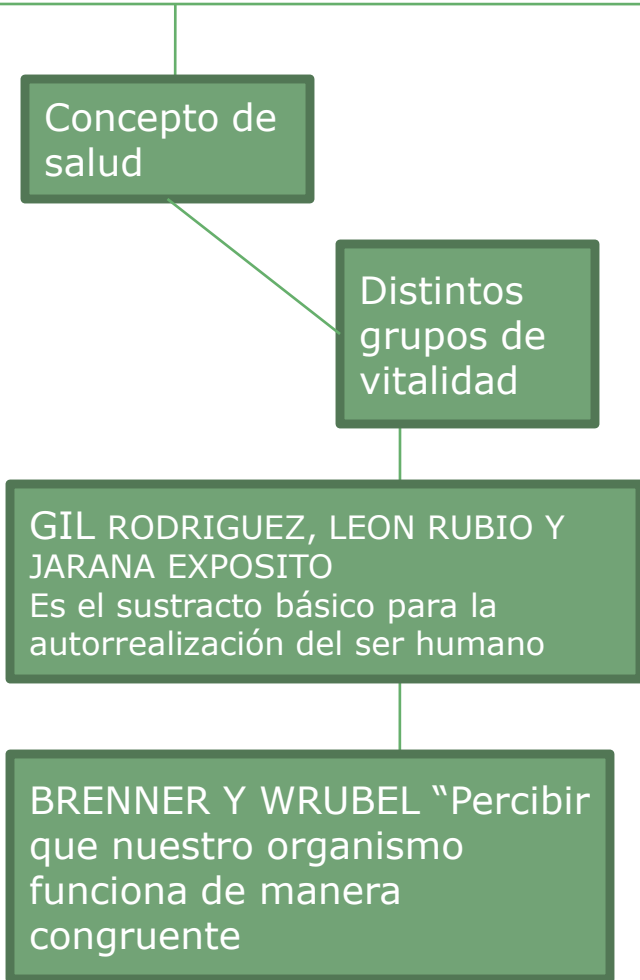 Concepto de
salud
Distintos
grupos de
vitalidad
GIL RODRIGUEZ, LEON RUBIO Y
JARANA EXPOSITO
Es el sustracto básico para la
autorrealización del ser humano
BRENNER Y WRUBEL “Percibir
que nuestro organismo
funciona de manera
congruente